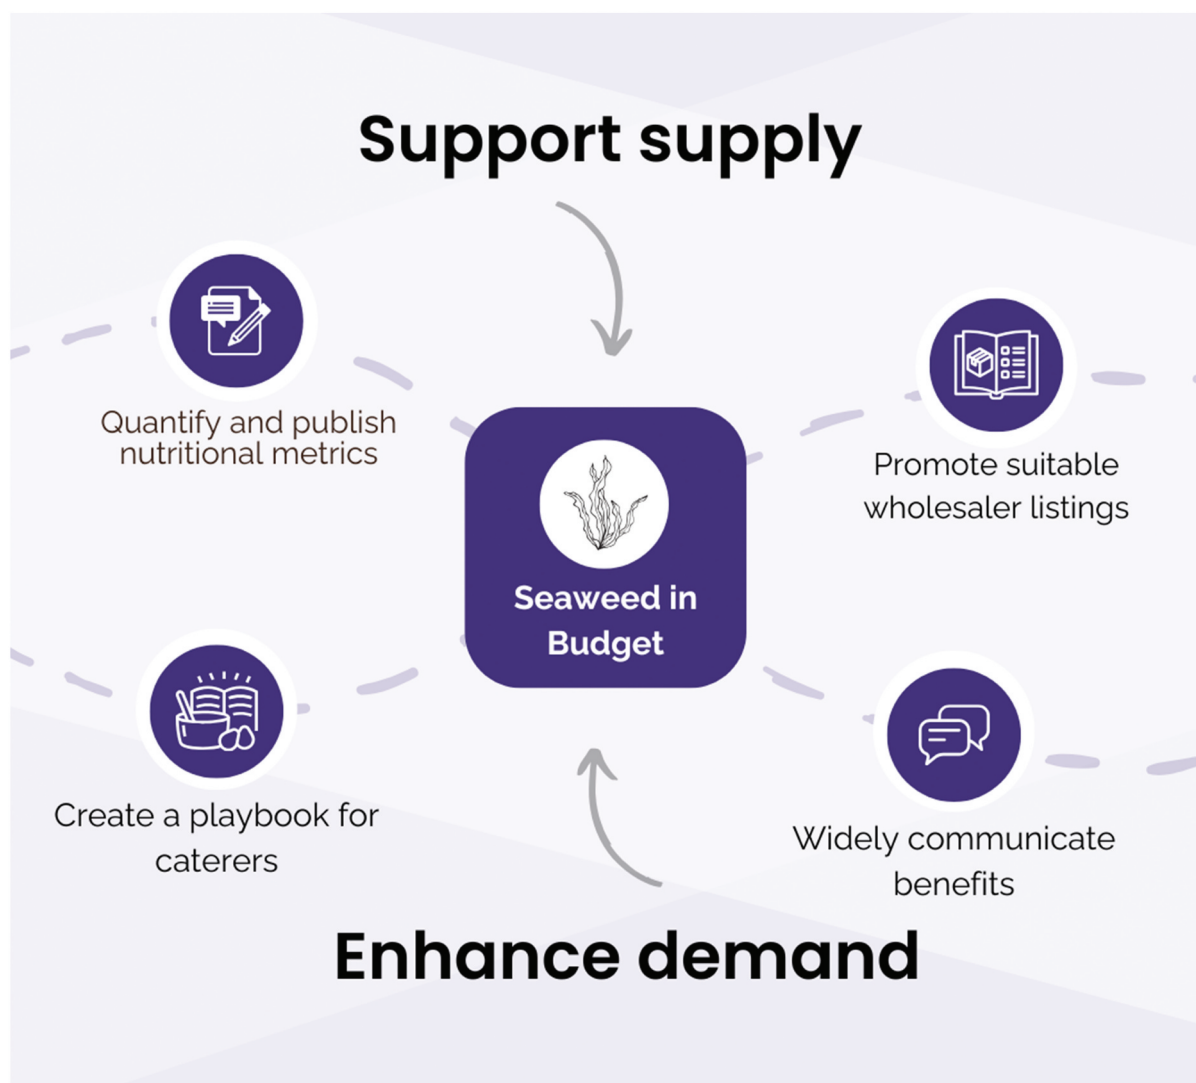 Support supply
Quantify and publish
nutritional metrics
Promote suitable
wholesaler listings
Seaweed in
Budget
Create a playbook for
caterers
Widely communicate
benefits
Enhance demand